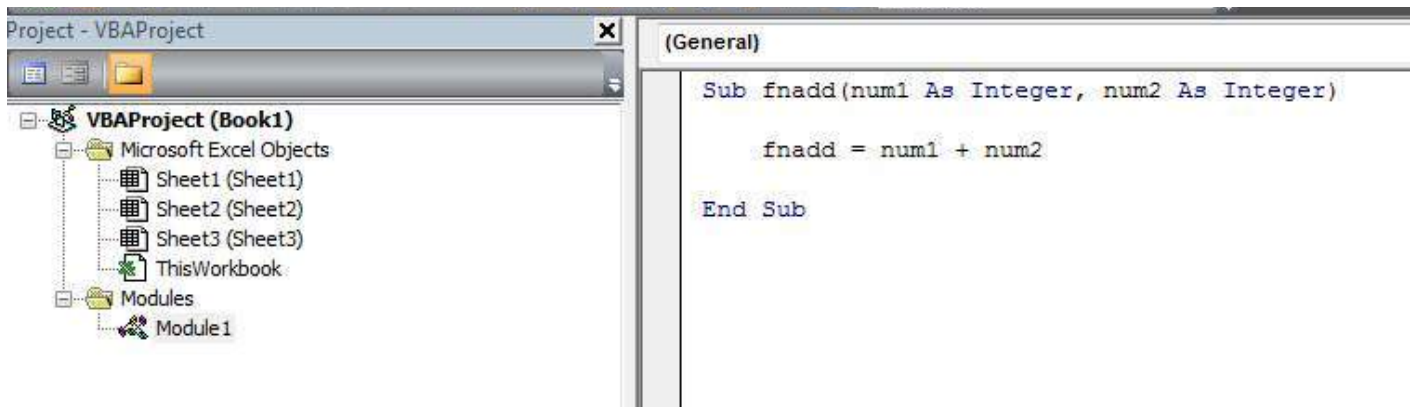 Project - VBAProject
VBAProject (Book1)
Microsoft Excel Objects
Sheet1 (Sheet1)
Sheet2 (Sheet2)
Sheet3 (Sheet3)
ThisWorkbook
Modules
Module1
(General)
Sub fnadd(num1 As Integer, num2 As Integer)
fnadd = num1 + num2
End Sub